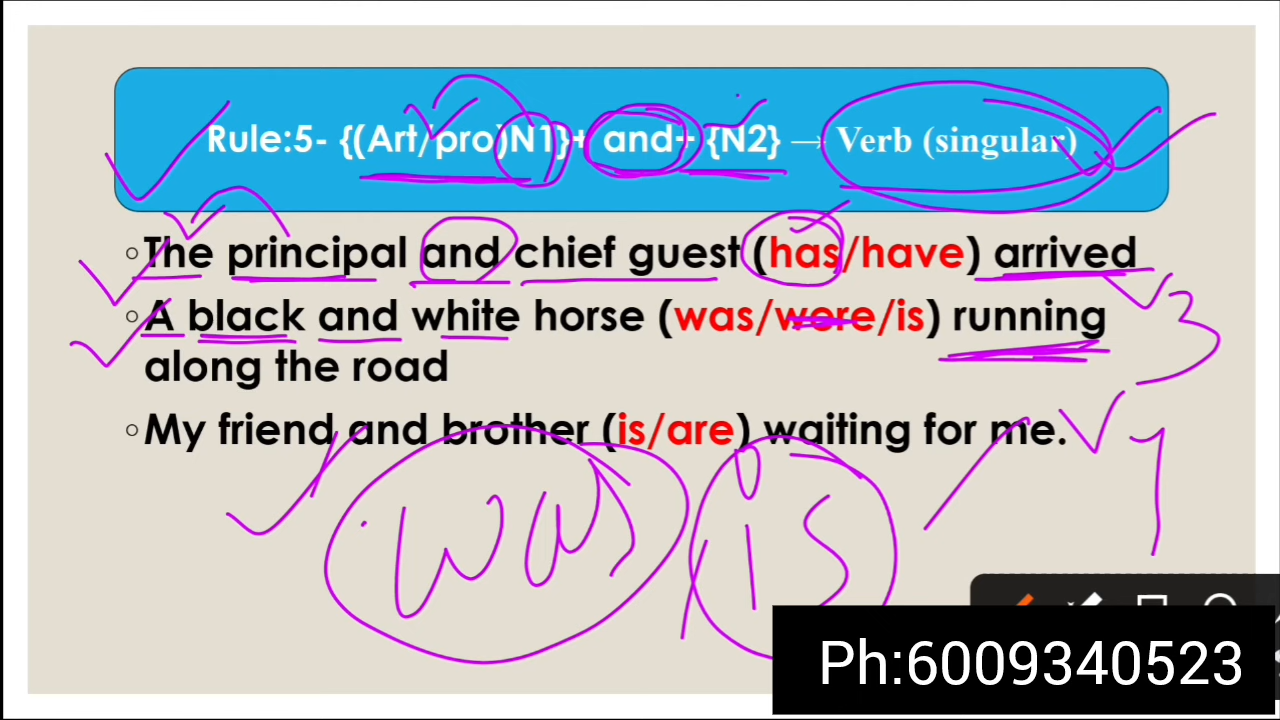 Rule:5- {(Art/pro)N1}+ and+ {N2} → Verb (singular)
◦The principal and chief guest (has/have) arrived
◦A black and white horse (was/were/is) running
along the road
◦My friend and brother (is/are) waiting for me.
was is
Ph:6009340523